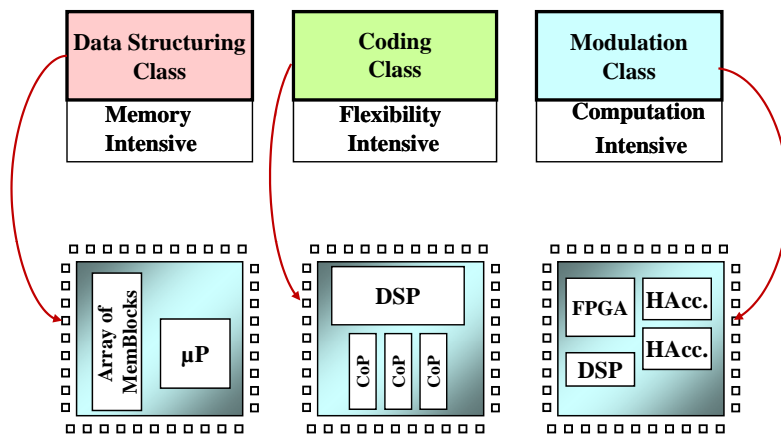 Data Structuring
Class
Memory
Intensive
Coding
Class
Flexibility
Intensive
Modulation
Class
Computation
Intensive
Array of
MemBlocks
µP
DSP
CoP
CoP
CoP
FPGA
HAcc.
HAcc.
DSP